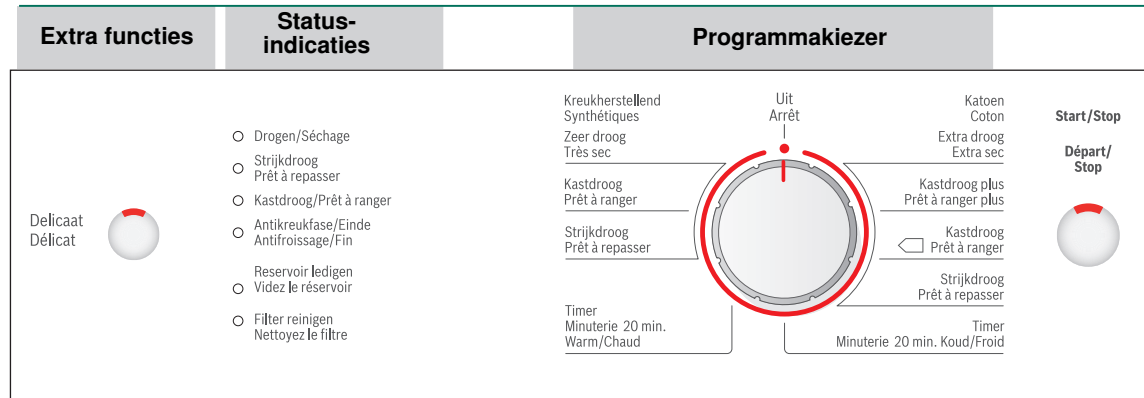 Extra functies
Status-
indicaties
Programmakiezer
Delicaat
Délicat
Drogen/Séchage
Strijkdroog
Prêt à repasser
Kastdroog/Prêt à ranger
Antikreukfase/Einde
Antifroissage/Fin
Reservoir ledigen
Videz le réservoir
Filter reinigen
Nettoyez le filtre
Kreukherstellend
Synthétiques
Zeer droog
Très sec
Kastdroog
Prêt à ranger
Strijkdroog
Prêt à repasser
Timer
Minuterie 20 min.
Warm/Chaud
Uit
Arrêt
Katoen
Coton
Extra droog
Extra sec
Kastdroog plus
Prêt à ranger plus
Kastdroog
Prêt à ranger
Strijkdroog
Prêt à repasser
Timer
Minuterie 20 min. Koud/Froid
Start/Stop
Départ/
Stop